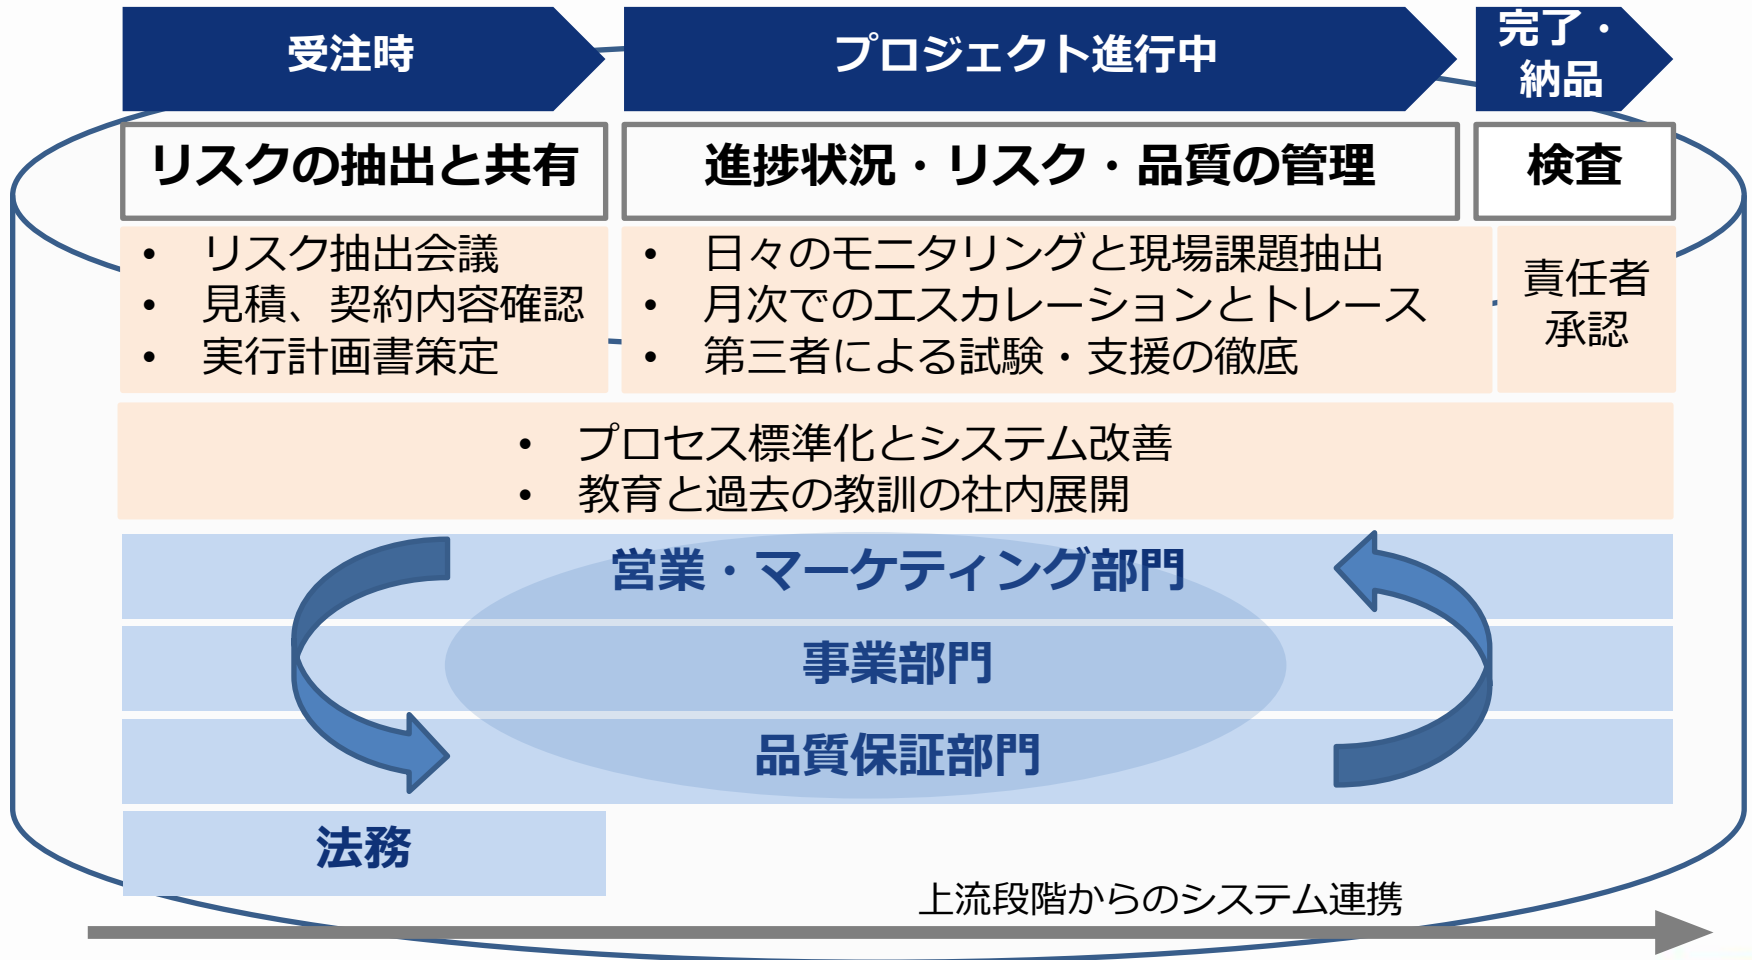 受注時
プロジェクト進行中
完了・
納品
リスクの抽出と共有
進捗状況・リスク・品質の管理
検査
• リスク抽出会議
• 見積、契約内容確認
• 実行計画書策定
• 日々のモニタリングと現場課題抽出
• 月次でのエスカレーションとトレース
• 第三者による試験・支援の徹底
責任者
承認
• プロセス標準化とシステム改善
• 教育と過去の教訓の社内展開
営業・マーケティング部門
事業部門
品質保証部門
法務
上流段階からのシステム連携